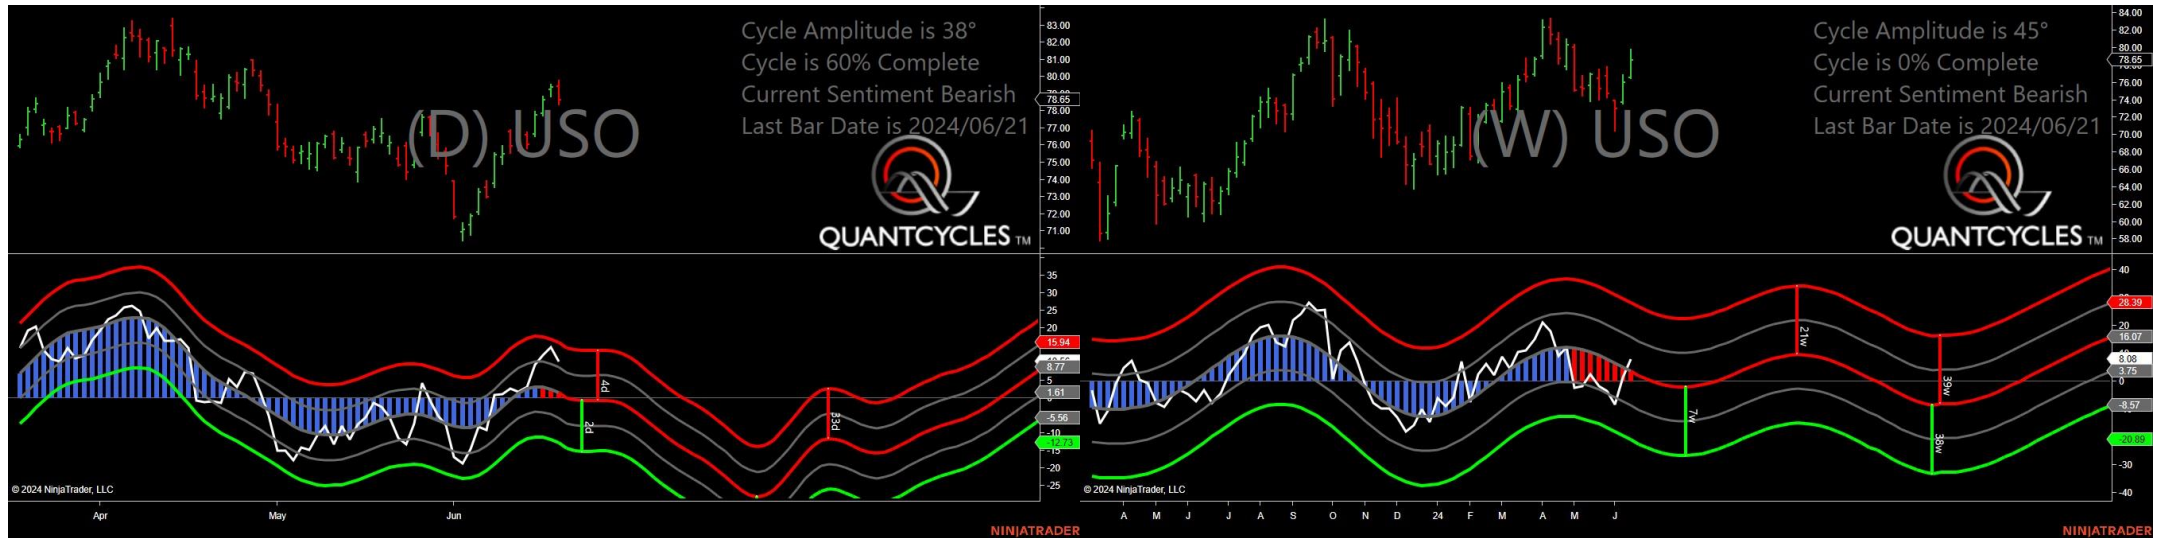 Cycle Amplitude is 38°
Cycle is 60% Complete
Current Sentiment Bearish
Last Bar Date is 2024/06/21
(D) USO
QUANTCYCLES TM
83.00
82.00
81.00
80.00
78.65
78.00
77.00
76.00
75.00
74.00
73.00
72.00
71.00
35
30
25
20
15.94
8.77
5
1.61
-5.56
-10
-12.73
-15
-20
-25
4d
2d
33d
© 2024 NinjaTrader, LLC
Apr May Jun
NINJATRADER
Cycle Amplitude is 45°
Cycle is 0% Complete
Current Sentiment Bearish
Last Bar Date is 2024/06/21
(W) USO
QUANTCYCLES TM
84.00
82.00
80.00
78.65
76.00
74.00
72.00
70.00
68.00
66.00
64.00
62.00
60.00
58.00
40
28.39
20
16.07
8.08
3.75
0
-8.57
-20.89
-30
-40
21w
7w
39w
38w
© 2024 NinjaTrader, LLC
A M J J A S O N D 24 F M A M J
NINJATRADER